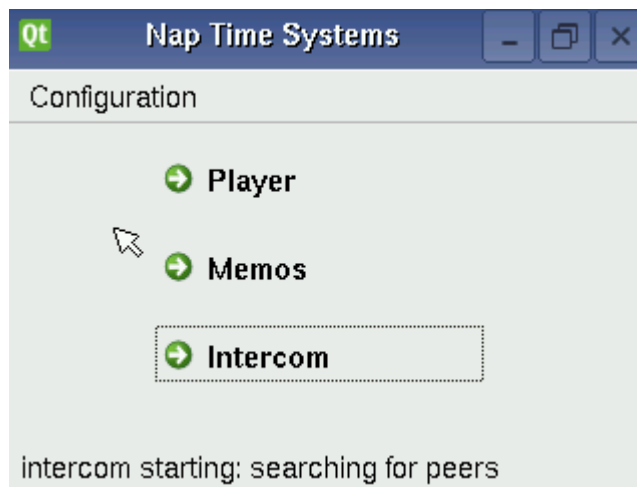 Qt Nap Time Systems
Configuration
Player
Memos
Intercom
intercom starting: searching for peers